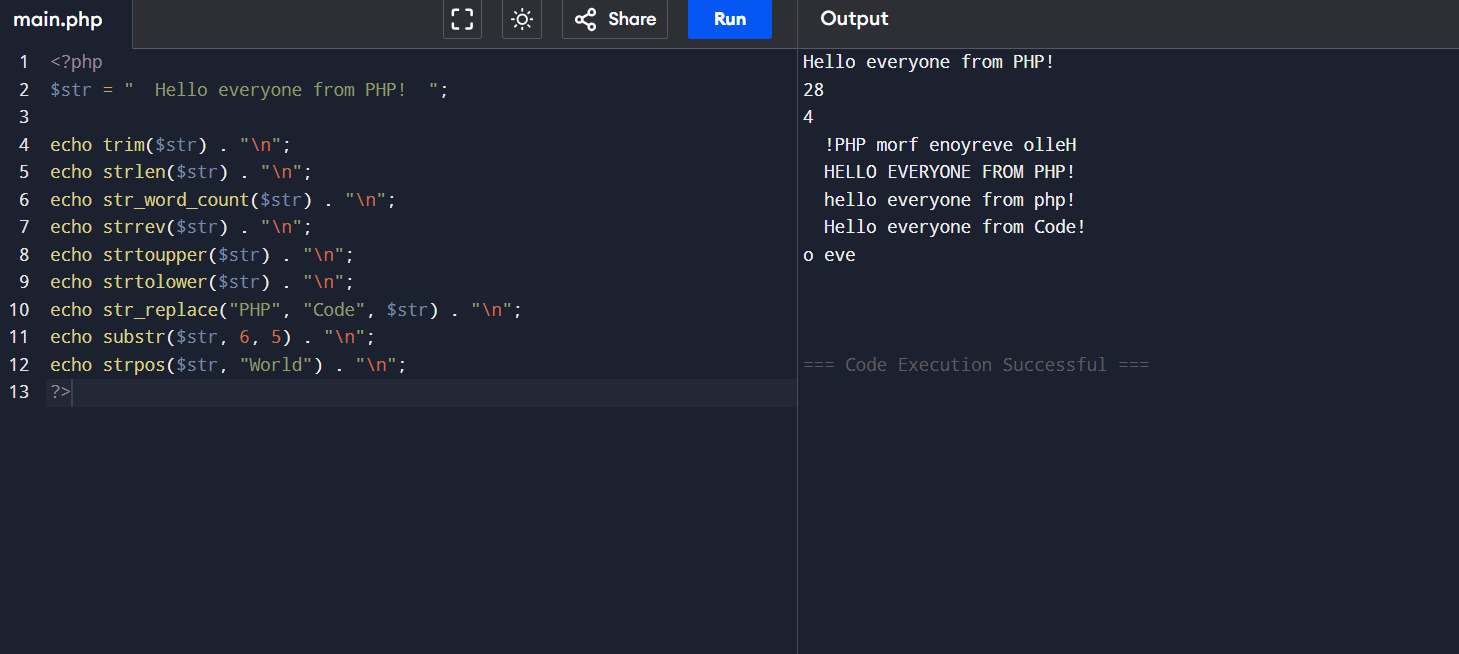 main.php
Share
Run
Output
1 <?php
2 $str = "  Hello everyone from PHP!  ";
3
4 echo trim($str) . "\n";
5 echo strlen($str) . "\n";
6 echo str_word_count($str) . "\n";
7 echo strrev($str) . "\n";
8 echo strtoupper($str) . "\n";
9 echo strtolower($str) . "\n";
10 echo str_replace("PHP", "Code", $str) . "\n";
11 echo substr($str, 6, 5) . "\n";
12 echo strpos($str, "World") . "\n";
13 ?>
Hello everyone from PHP!
28
4
  !PHP morf enoyreve olleH
  HELLO EVERYONE FROM PHP!
  hello everyone from php!
  Hello everyone from Code!
o eve
=== Code Execution Successful ===